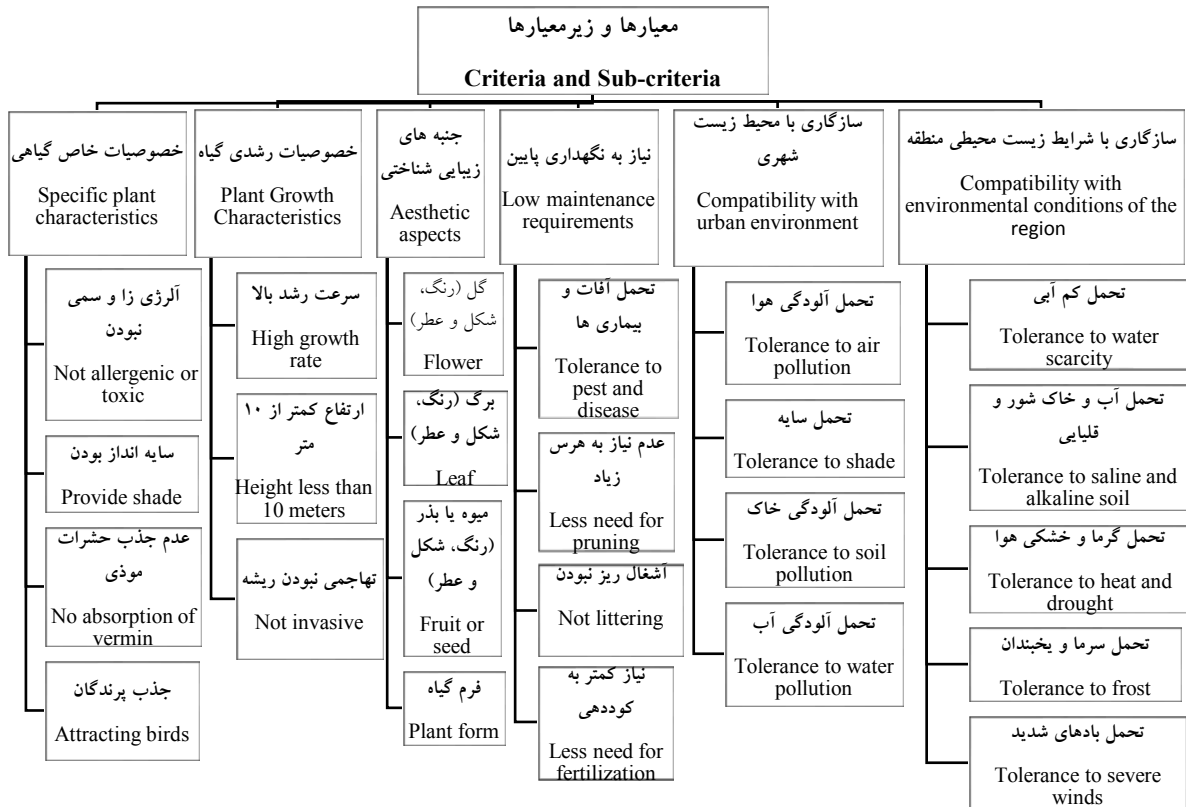 معیارها و زیرمعیارها
Criteria and Sub-criteria
خصوصیات خاص گیاهی
Specific plant
characteristics
آلرژی زا و سمی
نبودن
Not allergenic or
toxic
سایه انداز بودن
Provide shade
عدم جذب حشرات
موذی
No absorption of
vermin
جذب پرندگان
Attracting birds
خصوصیات رشدی گیاه
Plant Growth
Characteristics
سرعت رشد بالا
High growth
rate
ارتفاع کمتر از ۱۰
متر
Height less than
10 meters
تهاجمی نبودن ریشه
Not invasive
جنبه های
زیبایی شناختی
Aesthetic
aspects
گل (رنگ،
شکل و عطر)
Flower
برگ (رنگ،
شکل و عطر)
Leaf
میوه یا بذر
(رنگ، شکل
و عطر)
Fruit or
seed
فرم گیاه
Plant form
نیاز به نگهداری پایین
Low maintenance
requirements
تحمل آفات و
بیماری ها
Tolerance to
pest and
disease
عدم نیاز به هرس
زیاد
Less need for
pruning
آشغال ریز نبودن
Not littering
نیاز کمتر به
کوددهی
Less need for
fertilization
سازگاری با محیط زیست
شهری
Compatibility with
urban environment
تحمل آلودگی هوا
Tolerance to air
pollution
تحمل سایه
Tolerance to shade
تحمل آلودگی خاک
Tolerance to soil
pollution
تحمل آلودگی آب
Tolerance to water
pollution
سازگاری با شرایط زیست محیطی منطقه
Compatibility with
environmental conditions of the
region
تحمل کم آبی
Tolerance to water
scarcity
تحمل آب و خاک شور و
قلیایی
Tolerance to saline and
alkaline soil
تحمل گرما و خشکی هوا
Tolerance to heat and
drought
تحمل سرما و یخبندان
Tolerance to frost
تحمل بادهای شدید
Tolerance to severe
winds